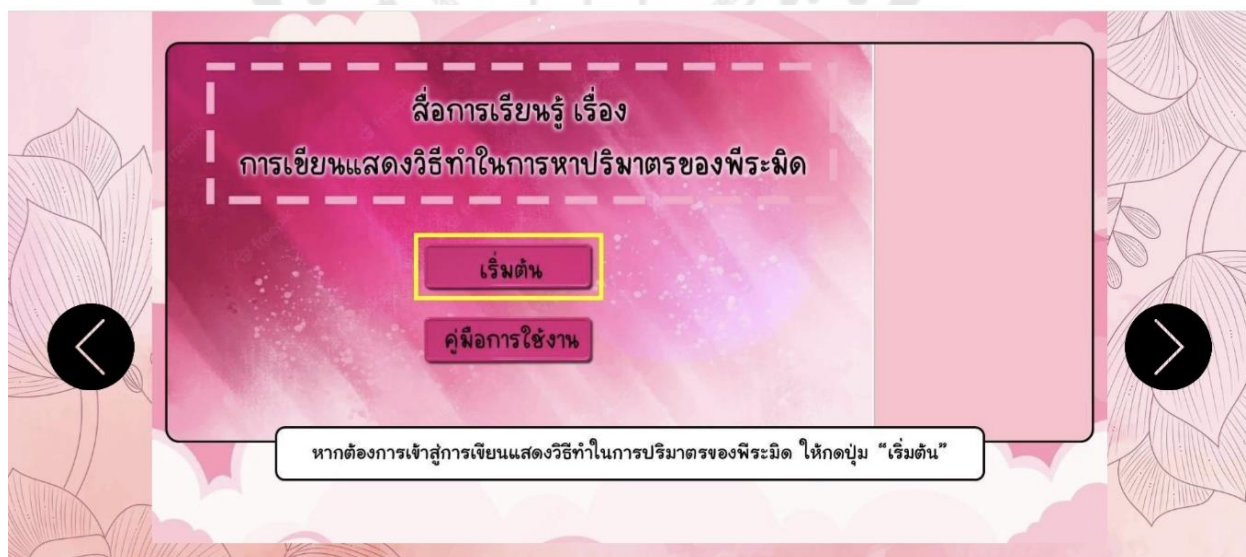 สื่อการเรียนรู้ เรื่อง
การเขียนแสดงวิธีทำในการหาปริมาตรของพีระมิด
เริ่มต้น
คู่มือการใช้งาน
หากต้องการเข้าสู่การเขียนแสดงวิธีทำในการปริมาตรของพีระมิด ให้กดปุ่ม “เริ่มต้น”